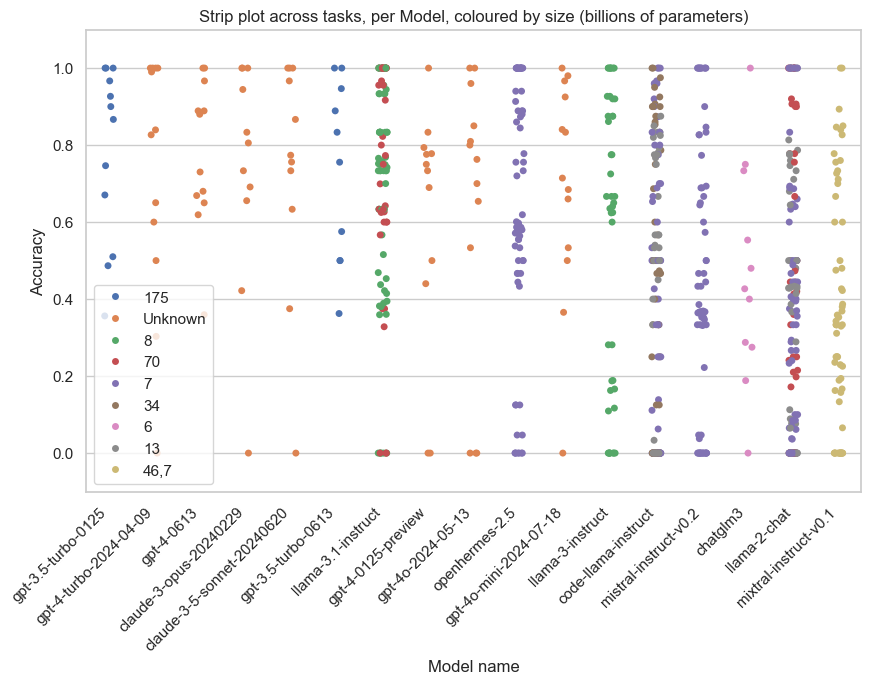 Strip plot across tasks, per Model, coloured by size (billions of parameters)
Accuracy
1.0
0.8
0.6
0.4
0.2
0.0
175
Unknown
8
70
7
34
6
13
46,7
gpt-3.5-turbo-0125
gpt-4-turbo-2024-04-09
gpt-4-0613
claude-3-opus-20240229
claude-3-5-sonnet-20240620
gpt-3.5-turbo-0613
llama-3.1-instruct
gpt-4-0125-preview
gpt-4o-2024-05-13
openhermes-2.5
gpt-4o-mini-2024-07-18
llama-3-instruct
code-llama-instruct
mistral-instruct-v0.2
chatglm3
llama-2-chat
mixtral-instruct-v0.1
Model name